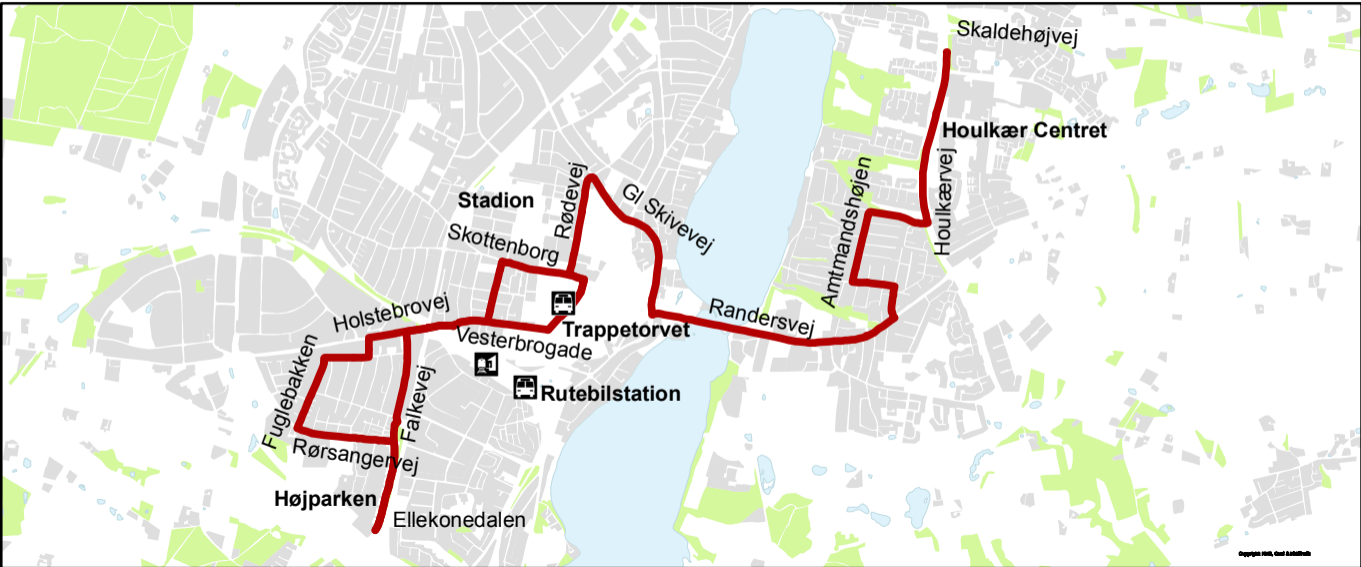 Skaldehøjvej
Houlkær Centret
Houlkærvej
Amtmandshøjen
Rødevej
Gl Skivevej
Stadion
Skottenborg
Holstebrovej
Trappetorvet
Randersvej
Vesterbrogade
Rutebilstation
Fuglebakken
Falkevej
Rørsangervej
Højparken
Ellekonedalen